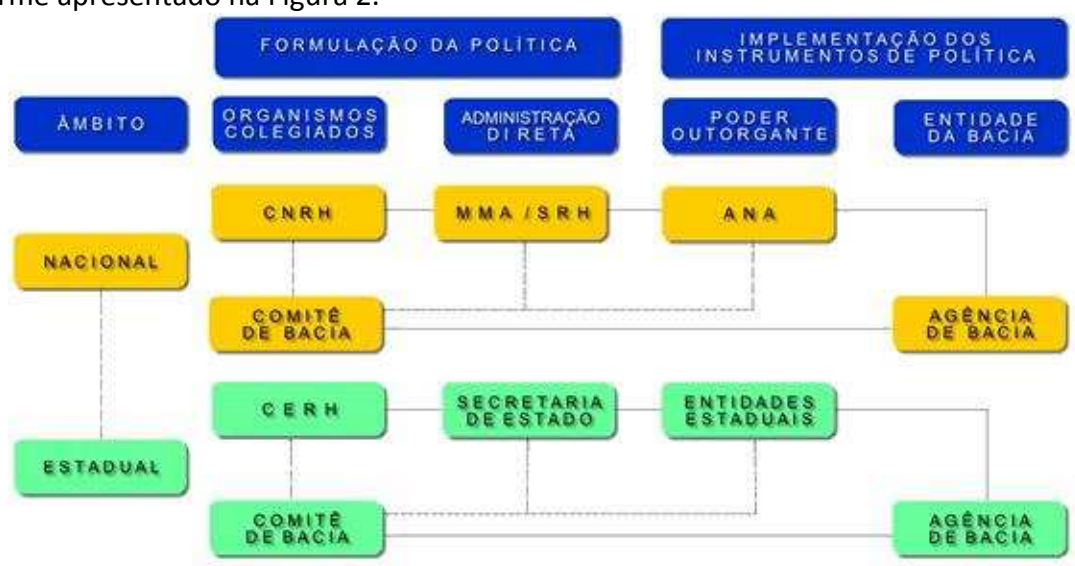 rme apresentado na Figura 2.
FORMULAÇÃO DA POLÍTICA
IMPLEMENTAÇÃO DOS
INSTRUMENTOS DE POLÍTICA
ÂMBITO
ORGANISMOS
COLEGIADOS
ADMINISTRAÇÃO
DIRETA
PODER
OUTORGANTE
ENTIDADE
DA BACIA
CNRH
MMA / SRH
ANA
NACIONAL
COMITÊ
DE BACIA
AGÊNCIA
DE BACIA
CERH
SECRETARIA
DE ESTADO
ENTIDADES
ESTADUAIS
ESTADUAL
COMITÊ
DE BACIA
AGÊNCIA
DE BACIA